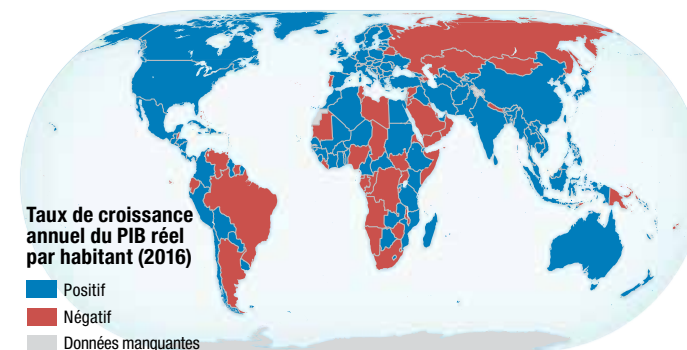 Taux de croissance
annuel du PIB réel
par habitant (2016)
Positif
Négatif
Données manquantes